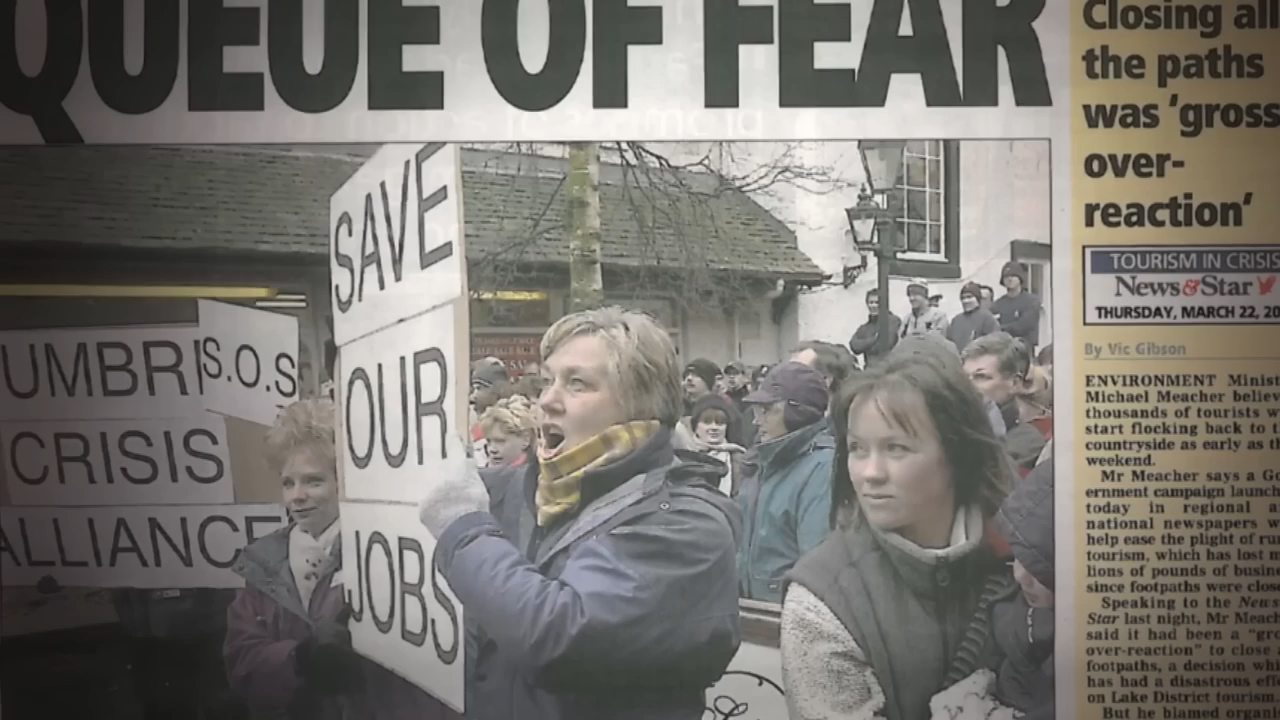 QUEUE OF FEAR
SAVE
OUR
JOBS
UMBRI
S.O.S
CRISIS
ALLIANCE
Closing all
the paths
was ‘gross
over-
reaction’
TOURISM IN CRISIS
News&Star
THURSDAY, MARCH 22, 20
By Vic Gibson
ENVIRONMENT Minist
Michael Meacher believ
thousands of tourists w
start flocking back to t
countryside as early as th
weekend.
Mr Meacher says a Go
ernment campaign launch
today in regional a
national newspapers w
help ease the plight of ru
tourism, which has lost m
lions of pounds of busine
since footpaths were close
Speaking to the News
Star last night, Mr Meach
said it had been a “gro
over-reaction” to close a
footpaths, a decision whi
has had a disastrous effe
on Lake District tourism.
But he blamed organi